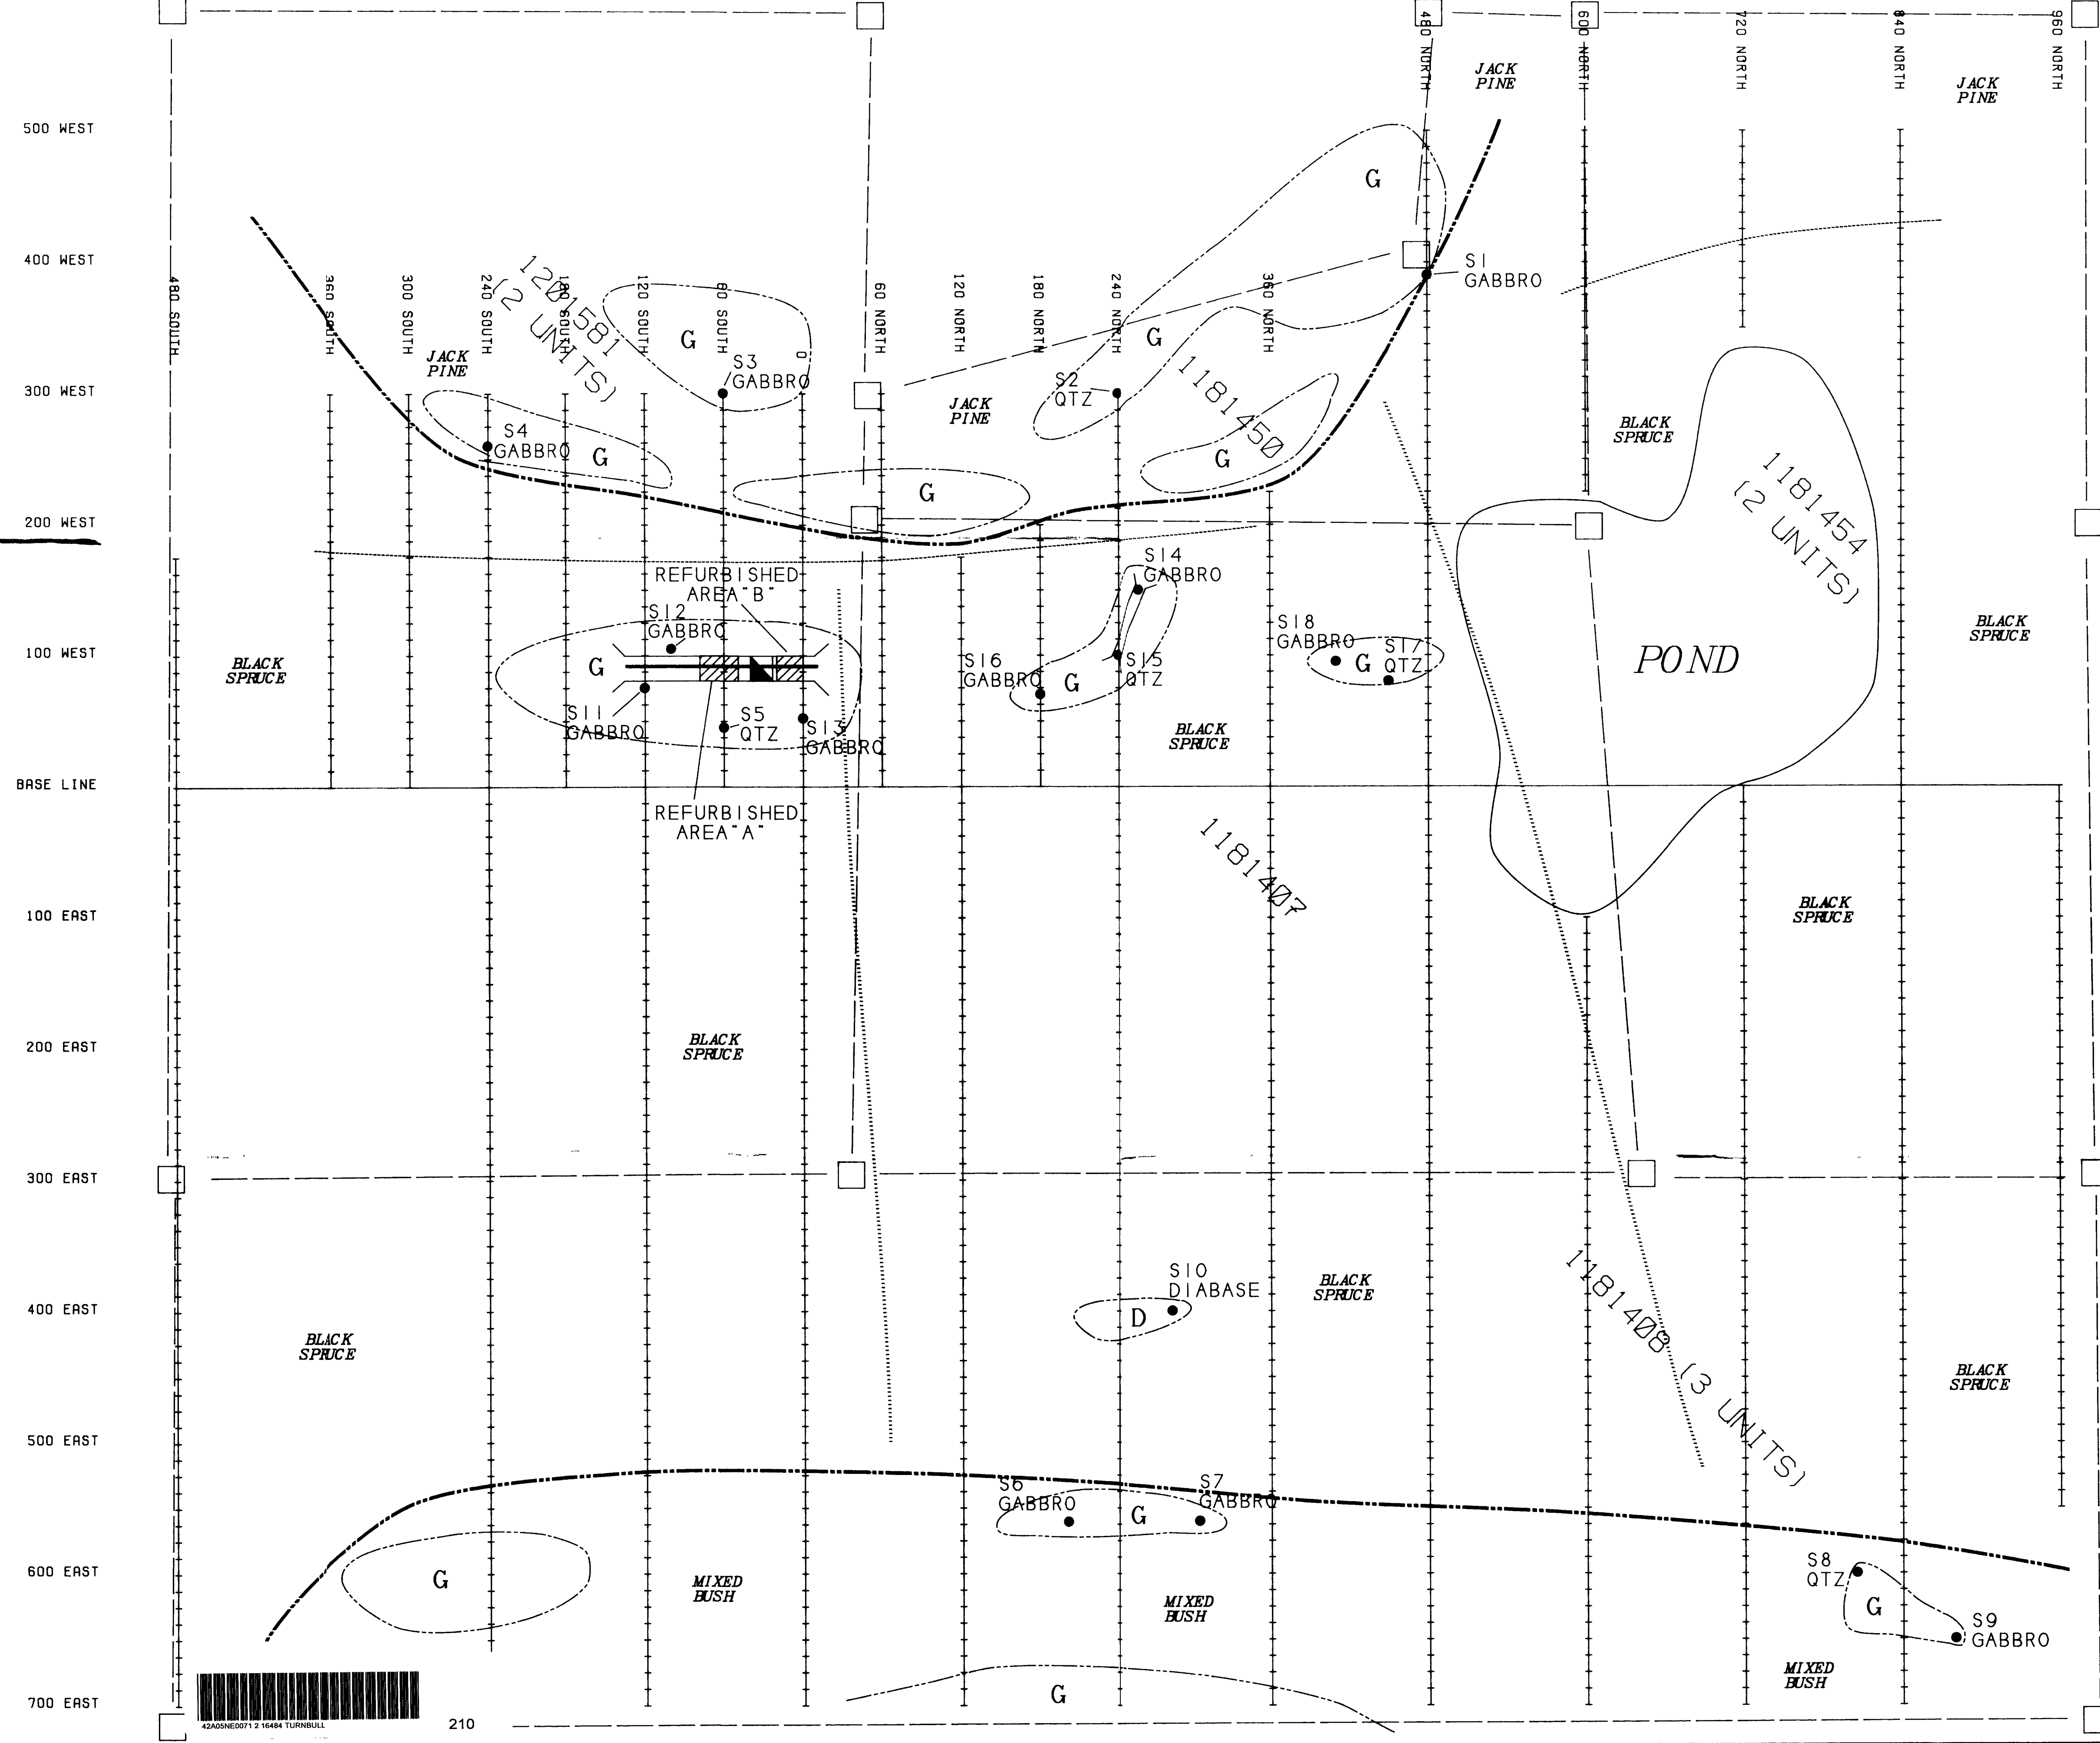 480 NORTH
600 NORTH
720 NORTH
840 NORTH
960 NORTH
JACK
PINE
JACK
PINE
500 WEST
G
400 WEST
S1
GABBRO
1201581
(2 UNITS)
480 SOUTH
360 SOUTH
300 SOUTH
240 SOUTH
180 SOUTH
120 SOUTH
60 SOUTH
0
60 NORTH
120 NORTH
180 NORTH
240 NORTH
360 NORTH
G
G
JACK
PINE
S3
GABBRO
300 WEST
S2
QTZ
JACK
PINE
1181450
BLACK
SPRUCE
S4
GABBRO
G
G
G
1181454
(2 UNITS)
200 WEST
S14
GABBRO
REFURBISHED
AREA "B"
S12
GABBRO
S18
GABBRO
BLACK
SPRUCE
100 WEST
BLACK
SPRUCE
G
S16
GABBRO
G
S15
QTZ
G
S17
QTZ
POND
S11
GABBRO
S5
QTZ
S13
GABBRO
BLACK
SPRUCE
BASE LINE
REFURBISHED
AREA "A"
1181407
100 EAST
BLACK
SPRUCE
200 EAST
BLACK
SPRUCE
300 EAST
S10
DIABASE
BLACK
SPRUCE
1181408 (3 UNITS)
400 EAST
D
BLACK
SPRUCE
BLACK
SPRUCE
500 EAST
S6
GABBRO
S7
GABBRO
G
600 EAST
G
MIXED
BUSH
MIXED
BUSH
S8
QTZ
G
S9
GABBRO
MIXED
BUSH
700 EAST
G
42A05NE0071 2 16484 TURNBULL
210